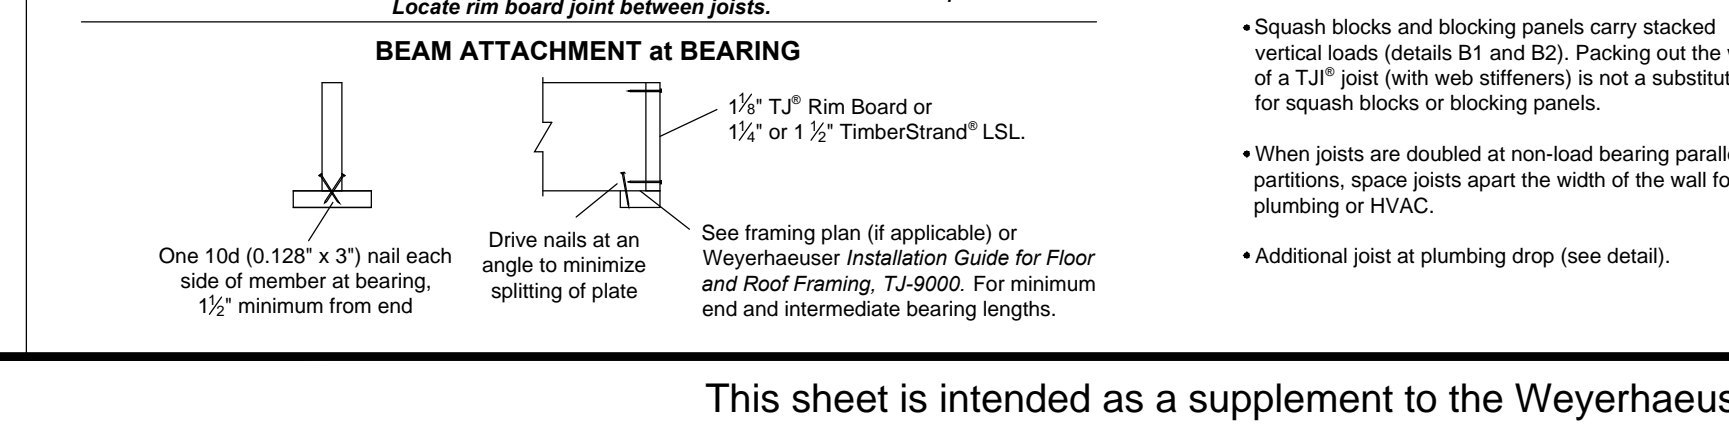 Locate rim board joint between joists.
BEAM ATTACHMENT at BEARING
1⅛" TJ® Rim Board or
1¼" or 1 ½" TimberStrand® LSL.
One 10d (0.128" x 3") nail each
side of member at bearing,
1½" minimum from end
Drive nails at an
angle to minimize
splitting of plate
See framing plan (if applicable) or
Weyerhaeuser Installation Guide for Floor
and Roof Framing, TJ-9000. For minimum
end and intermediate bearing lengths.
• Squash blocks and blocking panels carry stacked
vertical loads (details B1 and B2). Packing out the
of a TJI® joist (with web stiffeners) is not a substitut
for squash blocks or blocking panels.
• When joists are doubled at non-load bearing paralle
partitions, space joists apart the width of the wall fo
plumbing or HVAC.
• Additional joist at plumbing drop (see detail).
This sheet is intended as a supplement to the Weyerhaeus